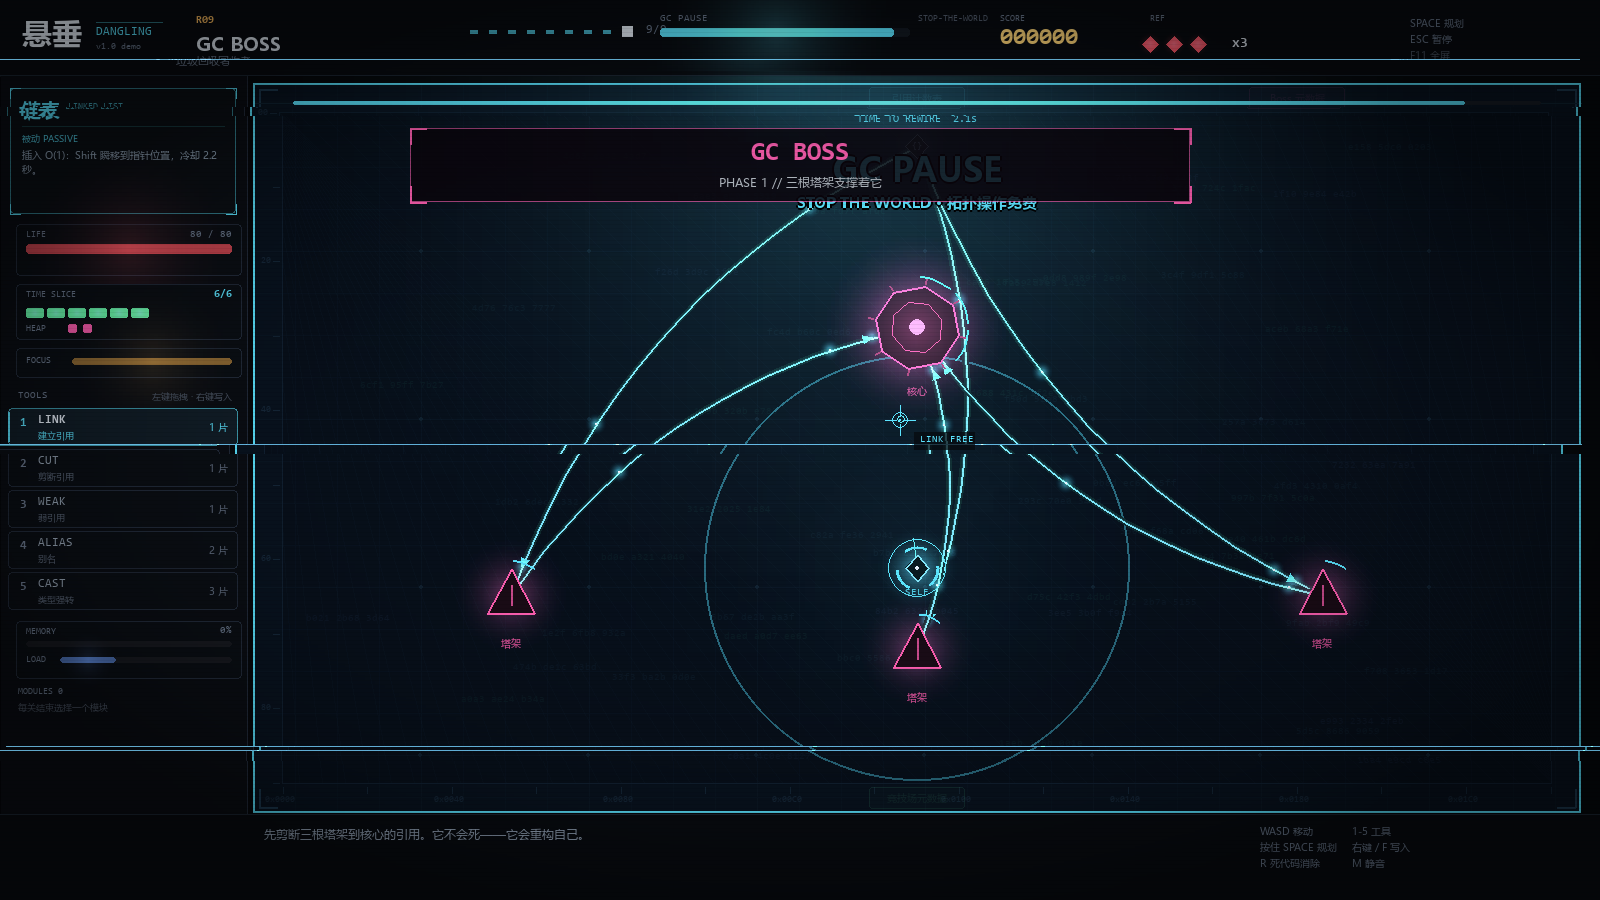 悬垂
DANGLING
v1.0 demo
R09
GC BOSS
9/
GC PAUSE
STOP-THE-WORLD
SCORE
000000
REF
x3
SPACE 规划
ESC 暂停
F11 全屏
链表
LINKED LIST
被动 PASSIVE
插入 O(1): Shift 瞬移到指针位置，冷却 2.2
秒。
LIFE
80 / 80
TIME SLICE
6/6
HEAP
FOCUS
TOOLS
左键拖拽 · 右键写入
1
LINK
1 片
建立引用
2
CUT
1 片
剪断引用
3
WEAK
1 片
弱引用
4
ALIAS
2 片
别名
5
CAST
3 片
类型强转
MEMORY
0%
LOAD
MODULES 0
每关结束选择一个模块
TIME TO REWIRE 2.1s
GC BOSS
GC PAUSE
PHASE 1 // 三根塔架支撑着它
STOP THE WORLD · 拓扑操作免费
核心
LINK FREE
SELF
塔架
塔架
塔架
先剪断三根塔架到核心的引用。它不会死——它会重构自己。
WASD 移动
1-5 工具
按住 SPACE 规划
右键 / F 写入
R 死代码消除
M 静音